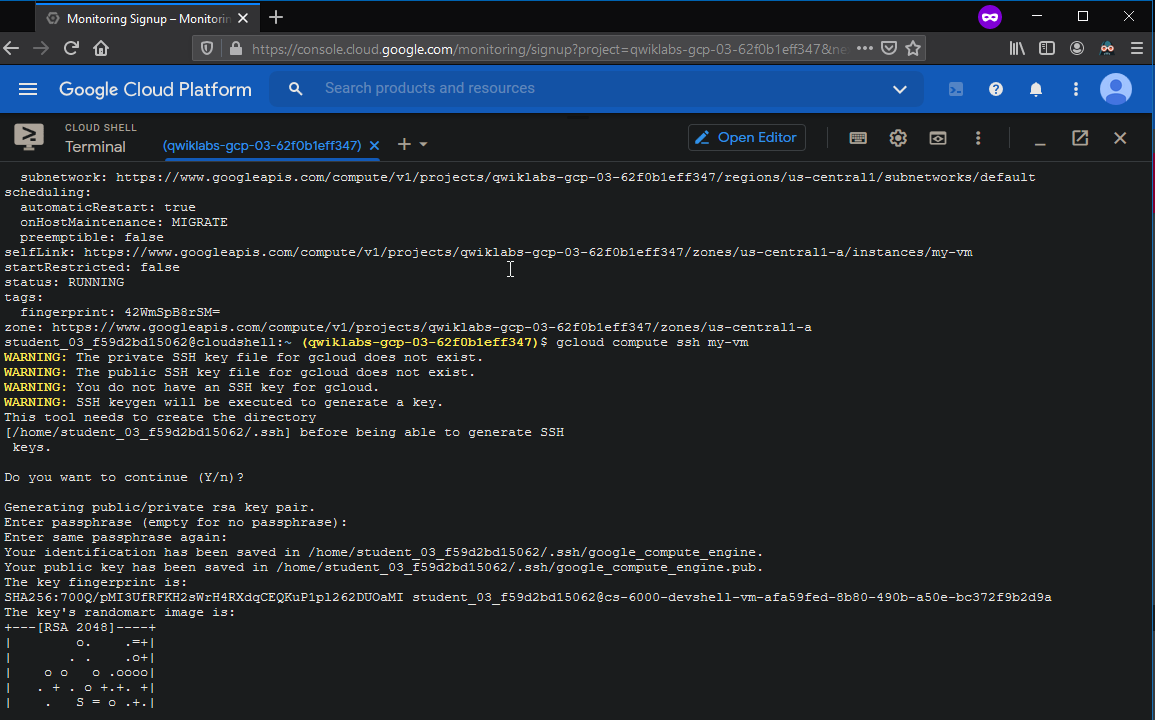 Monitoring Signup – Monitorin
https://console.cloud.google.com/monitoring/signup?project=qwiklabs-gcp-03-62f0b1eff347&ne
Google Cloud Platform
Search products and resources
CLOUD SHELL
Terminal
(qwiklabs-gcp-03-62f0b1eff347)
Open Editor
subnetwork: https://www.googleapis.com/compute/v1/projects/qwiklabs-gcp-03-62f0b1eff347/regions/us-central1/subnetworks/default
scheduling:
automaticRestart: true
onHostMaintenance: MIGRATE
preemptible: false
selfLink: https://www.googleapis.com/compute/v1/projects/qwiklabs-gcp-03-62f0b1eff347/zones/us-central1-a/instances/my-vm
startRestricted: false
status: RUNNING
tags:
fingerprint: 42WmSpB8rSM=
zone: https://www.googleapis.com/compute/v1/projects/qwiklabs-gcp-03-62f0b1eff347/zones/us-central1-a
student_03_f59d2bd15062@cloudshell:~ (qwiklabs-gcp-03-62f0b1eff347)$ gcloud compute ssh my-vm
WARNING: The private SSH key file for gcloud does not exist.
WARNING: The public SSH key file for gcloud does not exist.
WARNING: You do not have an SSH key for gcloud.
WARNING: SSH keygen will be executed to generate a key.
This tool needs to create the directory
[/home/student_03_f59d2bd15062/.ssh] before being able to generate SSH
keys.
Do you want to continue (Y/n)?
Generating public/private rsa key pair.
Enter passphrase (empty for no passphrase):
Enter same passphrase again:
Your identification has been saved in /home/student_03_f59d2bd15062/.ssh/google_compute_engine.
Your public key has been saved in /home/student_03_f59d2bd15062/.ssh/google_compute_engine.pub.
The key fingerprint is:
SHA256:700Q/pMI3UfRFKH2sWrH4RXdqCEQKuP1pl262DUOaMI student_03_f59d2bd15062@cs-6000-devshell-vm-afa59fed-8b80-490b-a50e-bc372f9b2d9a
The key's randomart image is:
+---[RSA 2048]----+
|        o.    .=+|
|       . .    .o+|
|    o o   o .oooo|
|   . + . o +.+. +|
|    .   S = o .+.|